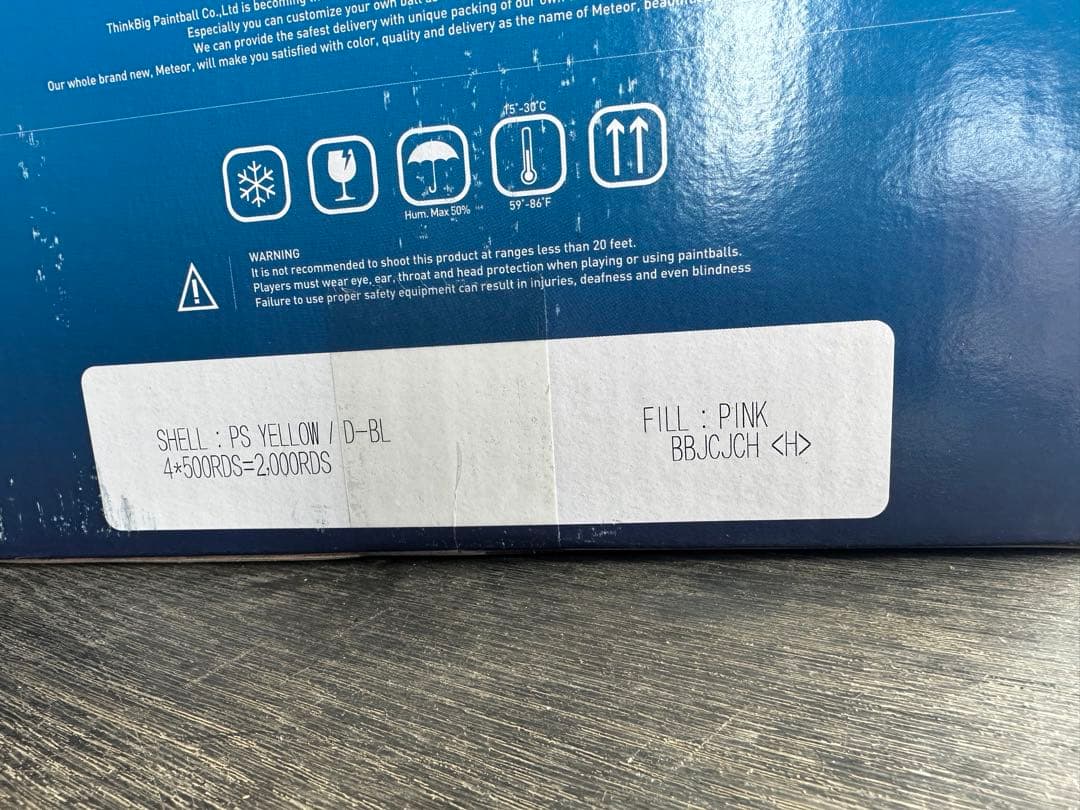 ThinkBig Paintball Co.,Ltd is becoming
Especially you can customize your own ball
We can provide the safest delivery with unique packing of our own
Our whole brand new, Meteor, will make you satisfied with color, quality and delivery as the name of Meteor,
15°-30°C
Hum. Max 50%
59°-86°F
WARNING
It is not recommended to shoot this product at ranges less than 20 feet.
Players must wear eye, ear, throat and head protection when playing or using paintballs.
Failure to use proper safety equipment can result in injuries, deafness and even blindness
SHELL : PS YELLOW / D-BL
4*500RDS=2,000RDS
FILL : PINK
BBJCJCH <H>